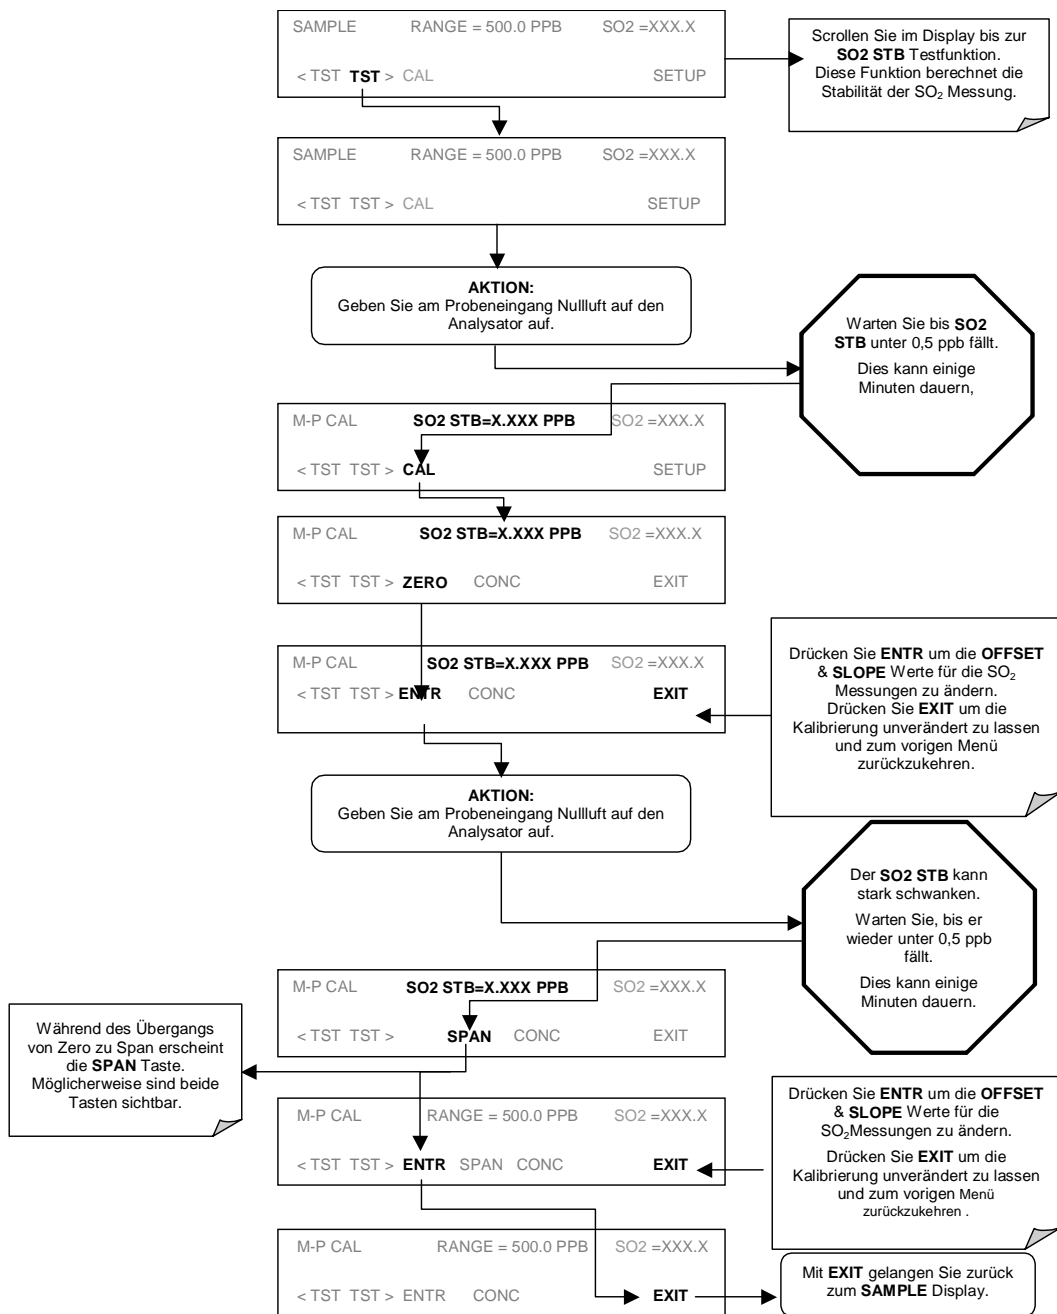 SAMPLE RANGE = 500.0 PPB SO2 =XXX.X
< TST TST > CAL SETUP
Scrollen Sie im Display bis zur
SO2 STB Testfunktion.
Diese Funktion berechnet die
Stabilität der SO₂ Messung.
SAMPLE RANGE = 500.0 PPB SO2 =XXX.X
< TST TST > CAL SETUP
AKTION:
Geben Sie am Probeneingang Nullluft auf den
Analysator auf.
Warten Sie bis SO2
STB unter 0,5 ppb fällt.
Dies kann einige
Minuten dauern,
M-P CAL SO2 STB=X.XXX PPB SO2 =XXX.X
< TST TST > CAL SETUP
M-P CAL SO2 STB=X.XXX PPB SO2 =XXX.X
< TST TST > ZERO CONC EXIT
M-P CAL SO2 STB=X.XXX PPB SO2 =XXX.X
< TST TST > ENTR CONC EXIT
Drücken Sie ENTR um die OFFSET
& SLOPE Werte für die SO₂
Messungen zu ändern.
Drücken Sie EXIT um die
Kalibrierung unverändert zu lassen
und zum vorigen Menü
zurückzukehren.
AKTION:
Geben Sie am Probeneingang Nullluft auf den
Analysator auf.
Der SO2 STB kann
stark schwanken.
Warten Sie, bis er
wieder unter 0,5 ppb
fällt.
Dies kann einige
Minuten dauern.
M-P CAL SO2 STB=X.XXX PPB SO2 =XXX.X
< TST TST > SPAN CONC EXIT
Während des Übergangs
von Zero zu Span erscheint
die SPAN Taste.
Möglicherweise sind beide
Tasten sichtbar.
M-P CAL RANGE = 500.0 PPB SO2 =XXX.X
< TST TST > ENTR SPAN CONC EXIT
Drücken Sie ENTR um die OFFSET
& SLOPE Werte für die
SO₂Messungen zu ändern.
Drücken Sie EXIT um die
Kalibrierung unverändert zu lassen
und zum vorigen Menü
zurückzukehren .
M-P CAL RANGE = 500.0 PPB SO2 =XXX.X
< TST TST > ENTR CONC EXIT
Mit EXIT gelangen Sie zurück
zum SAMPLE Display.